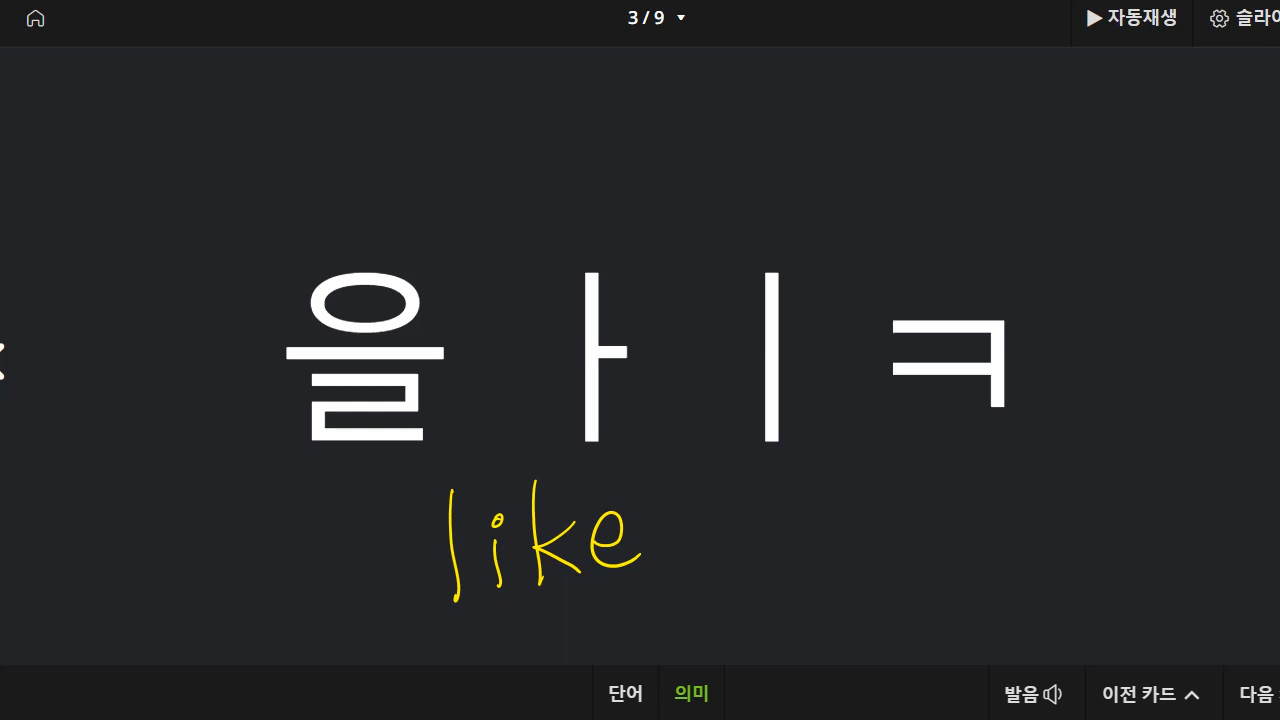 3 / 9
자동재생
슬라이
을 ㅏ ㅣ ㅋ
like
단어 의미 발음 이전 카드 다음